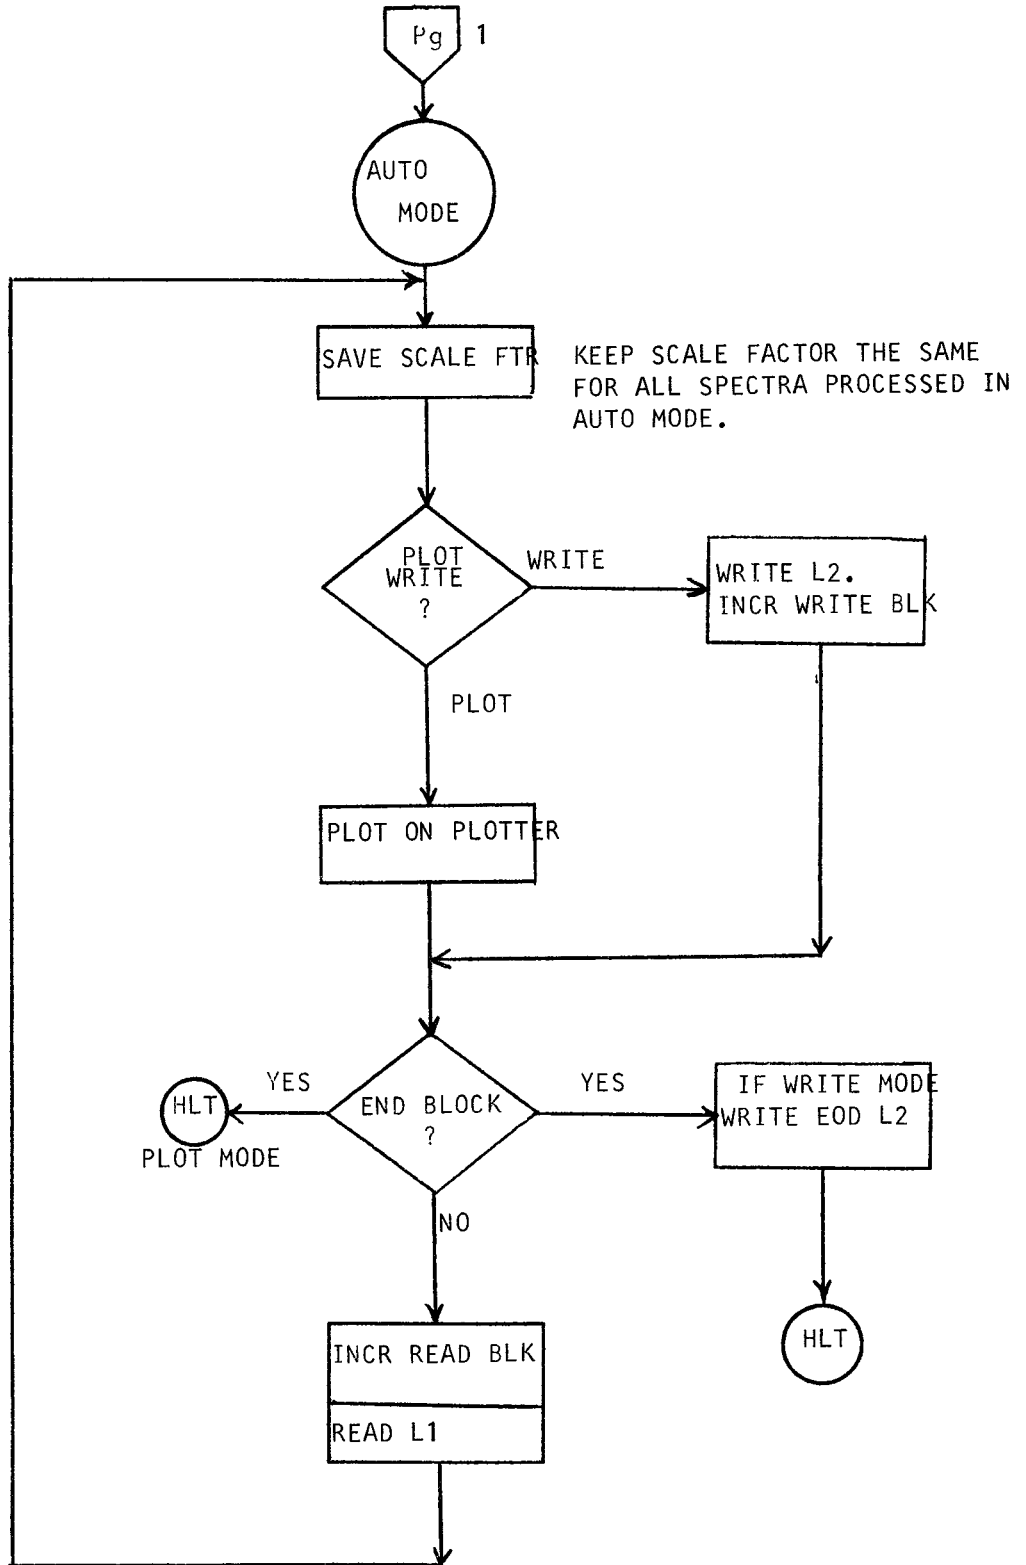 Pg 1
AUTO
MODE
SAVE SCALE FTR
KEEP SCALE FACTOR THE SAME
FOR ALL SPECTRA PROCESSED IN
AUTO MODE.
PLOT
WRITE
?
WRITE
WRITE L2.
INCR WRITE BLK
PLOT
PLOT ON PLOTTER
YES
HLT
PLOT MODE
END BLOCK
?
YES
IF WRITE MODE
WRITE EOD L2
NO
HLT
INCR READ BLK
READ L1